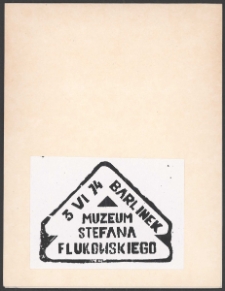 3 VI 74 BARLINEK
MUZEUM
STEFANA
FLUKOWSKIEGO